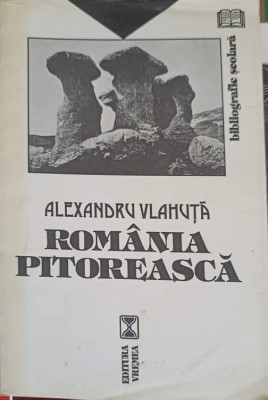 bibliografie școlară
ALEXANDRU VLAHUȚĂ
ROMÂNIA
PITOREASCĂ
EDITURA
VREMEA